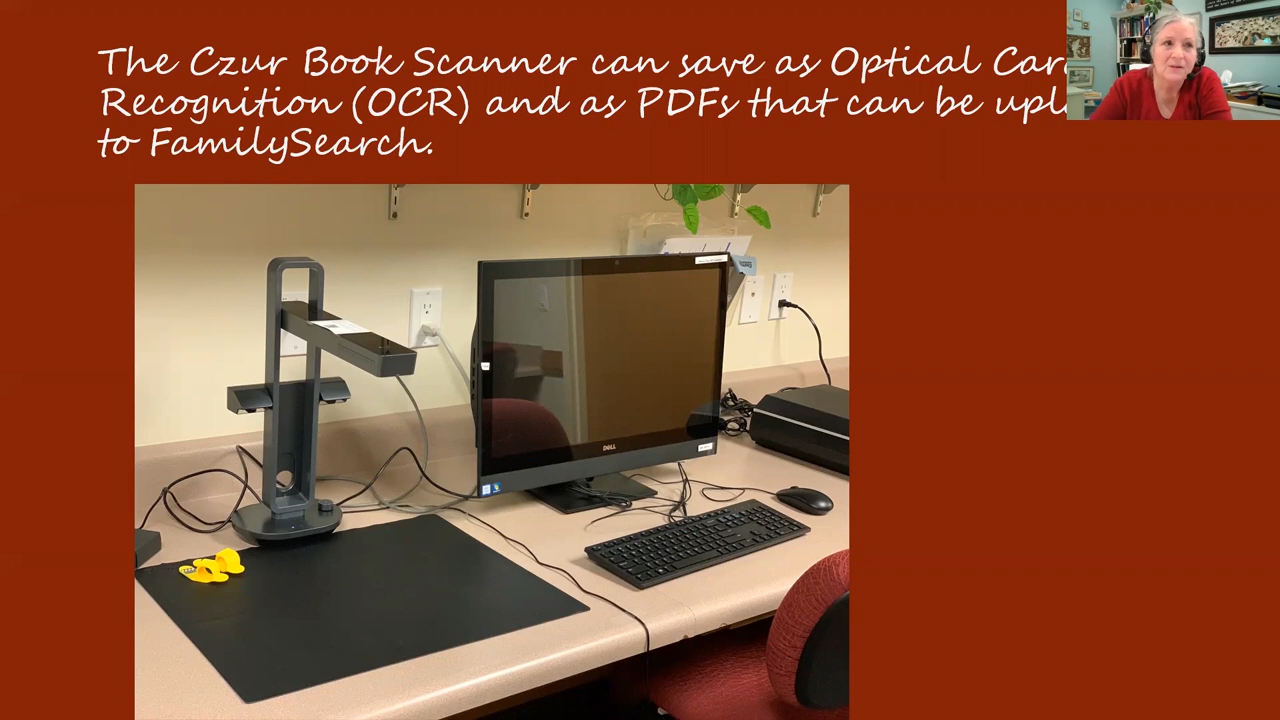 The Czur Book Scanner can save as Optical
Recognition (OCR) and as PDFs that can be
to FamilySearch.
DELL